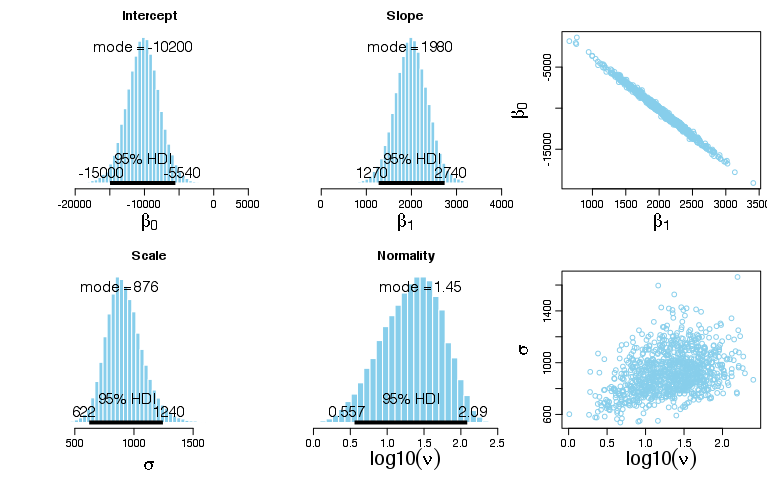 Intercept
mode = -10200
95% HDI
-15000 -5540
-20000 -10000 0 5000
β0
Slope
mode = 1980
95% HDI
1270 2740
0 1000 2000 3000 4000
β1
-5000
-15000
β0
1000 1500 2000 2500 3000 3500
β1
Scale
mode = 876
95% HDI
622 1240
500 1000 1500
σ
Normality
mode = 1.45
95% HDI
0.557 2.09
0.0 0.5 1.0 1.5 2.0 2.5
log10(ν)
1400
1000
600
σ
0.0 0.5 1.0 1.5 2.0
log10(ν)